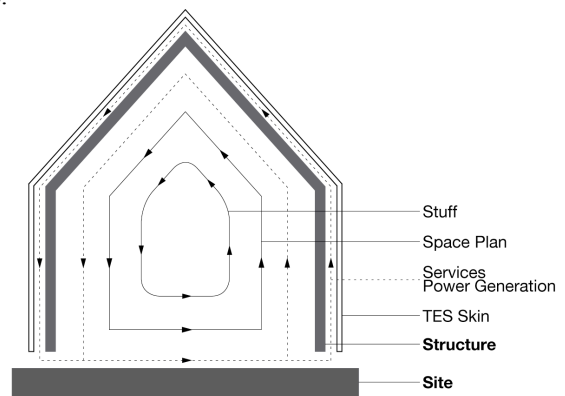 Stuff
Space Plan
Services
Power Generation
TES Skin
Structure
Site